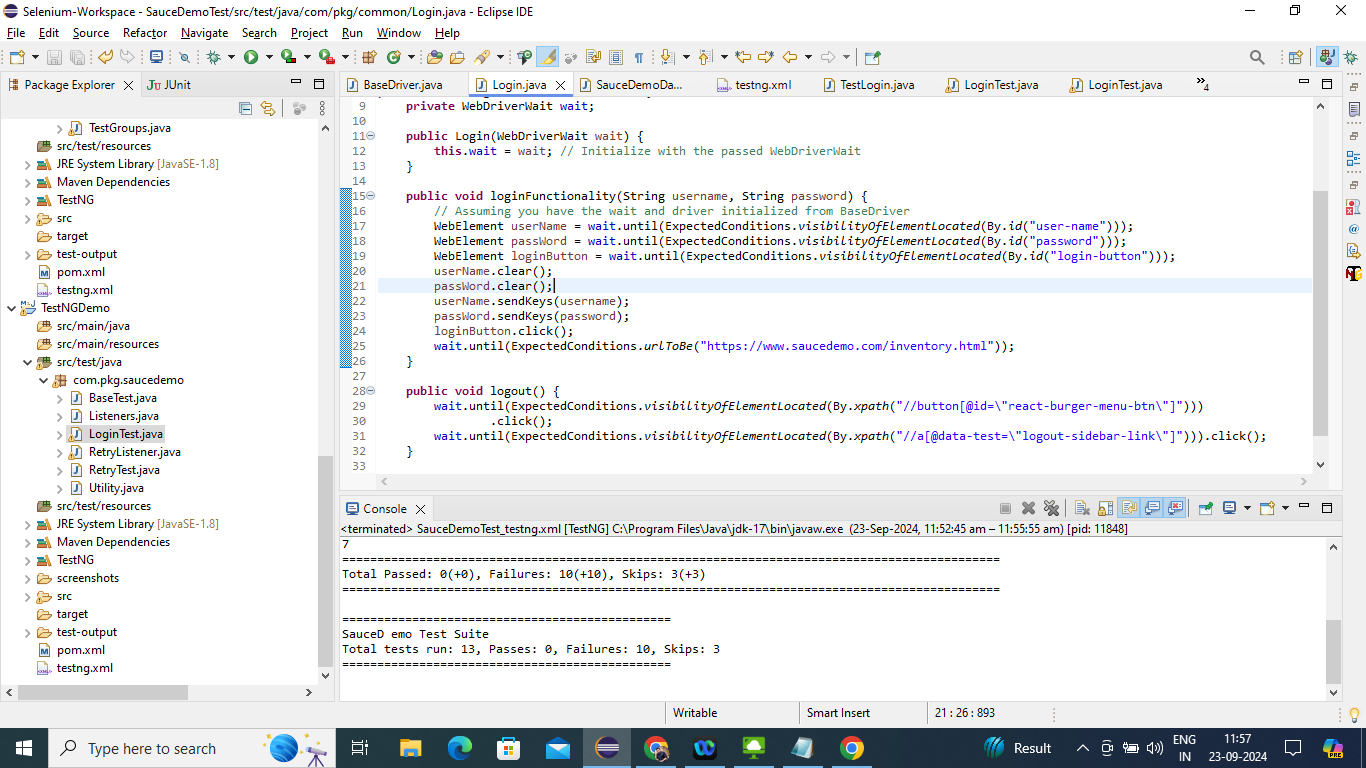 Selenium-Workspace - SauceDemoTest/src/test/java/com/pkg/common/Login.java - Eclipse IDE
File Edit Source Refactor Navigate Search Project Run Window Help
Package Explorer JUnit
TestGroups.java
src/test/resources
JRE System Library [JavaSE-1.8]
Maven Dependencies
TestNG
src
target
test-output
pom.xml
testng.xml
TestNGDemo
src/main/java
src/main/resources
src/test/java
com.pkg.saucedemo
BaseTest.java
Listeners.java
LoginTest.java
RetryListener.java
RetryTest.java
Utility.java
src/test/resources
JRE System Library [JavaSE-1.8]
Maven Dependencies
TestNG
screenshots
src
target
test-output
pom.xml
testng.xml
BaseDriver.java Login.java SauceDemoDa... testng.xml TestLogin.java LoginTest.java LoginTest.java 4
9 private WebDriverWait wait;
10
11 public Login(WebDriverWait wait) {
12 this.wait = wait; // Initialize with the passed WebDriverWait
13 }
14
15 public void loginFunctionality(String username, String password) {
16 // Assuming you have the wait and driver initialized from BaseDriver
17 WebElement userName = wait.until(ExpectedConditions.visibilityOfElementLocated(By.id("user-name")));
18 WebElement passWord = wait.until(ExpectedConditions.visibilityOfElementLocated(By.id("password")));
19 WebElement loginButton = wait.until(ExpectedConditions.visibilityOfElementLocated(By.id("login-button")));
20 userName.clear();
21 passWord.clear();
22 userName.sendKeys(username);
23 passWord.sendKeys(password);
24 loginButton.click();
25 wait.until(ExpectedConditions.urlToBe("https://www.saucedemo.com/inventory.html"));
26 }
27
28 public void logout() {
29 wait.until(ExpectedConditions.visibilityOfElementLocated(By.xpath("//button[@id=\"react-burger-menu-btn\"]")))
30 .click();
31 wait.until(ExpectedConditions.visibilityOfElementLocated(By.xpath("//a[@data-test=\"logout-sidebar-link\"]"))).click();
32 }
33
Console
<terminated> SauceDemoTest_testng.xml [TestNG] C:\Program Files\Java\jdk-17\bin\javaw.exe (23-Sep-2024, 11:52:45 am – 11:55:55 am) [pid: 11848]
7
==============================================================================================
Total Passed: 0(+0), Failures: 10(+10), Skips: 3(+3)
==============================================================================================
===============================================
SauceD emo Test Suite
Total tests run: 13, Passes: 0, Failures: 10, Skips: 3
===============================================
Writable Smart Insert 21 : 26 : 893
Type here to search
Result
ENG
IN
11:57
23-09-2024
PRE